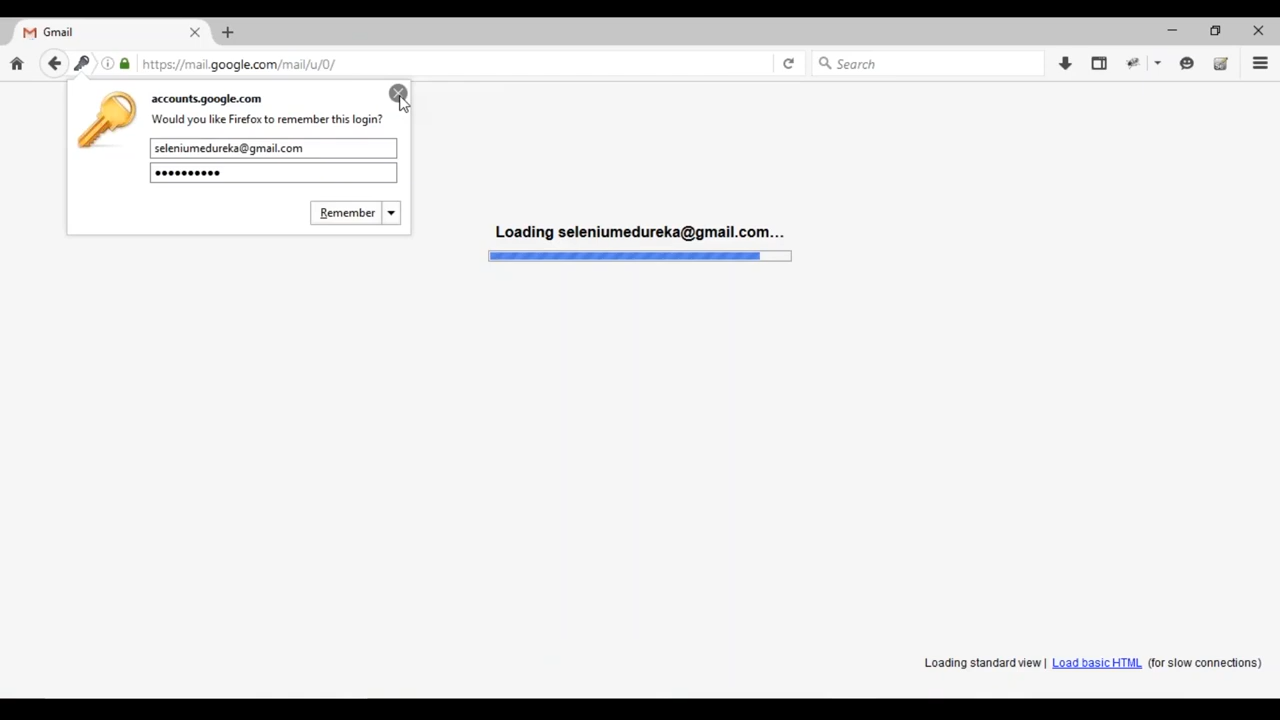 Gmail
https://mail.google.com/mail/u/0/
Search
accounts.google.com
Would you like Firefox to remember this login?
seleniumedureka@gmail.com
••••••••••
Remember
Loading seleniumedureka@gmail.com…
Loading standard view | Load basic HTML (for slow connections)